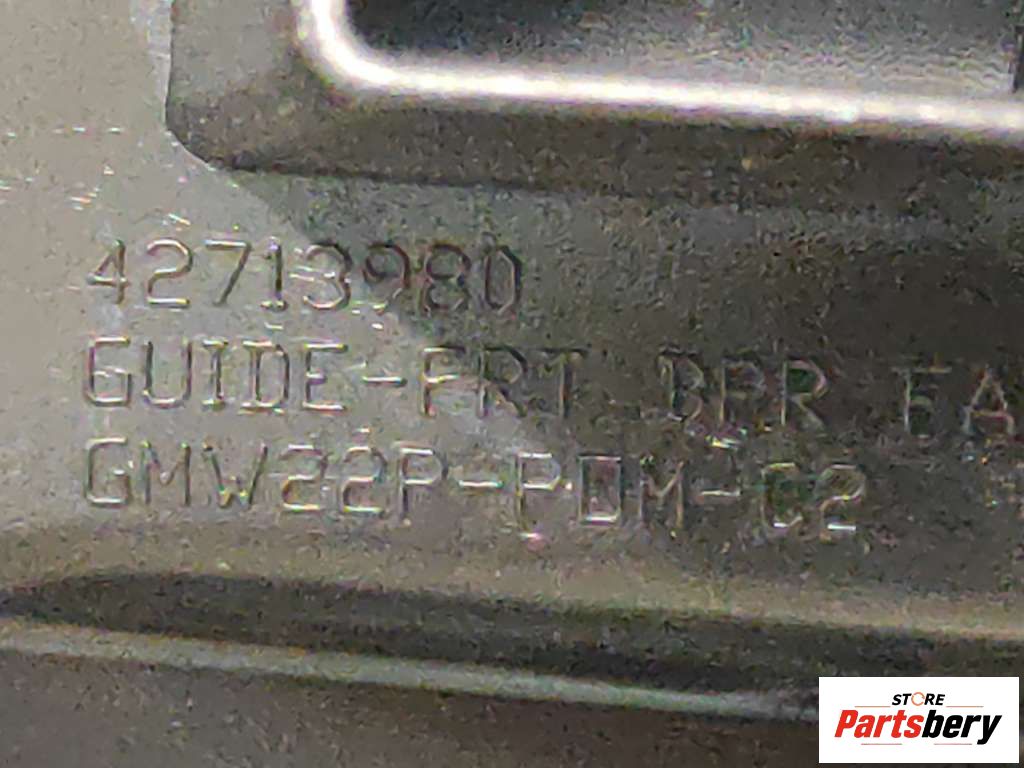 42713980
GUIDE-FRT BPR FA
GMW22P-POM-C2
STORE
Partsbery